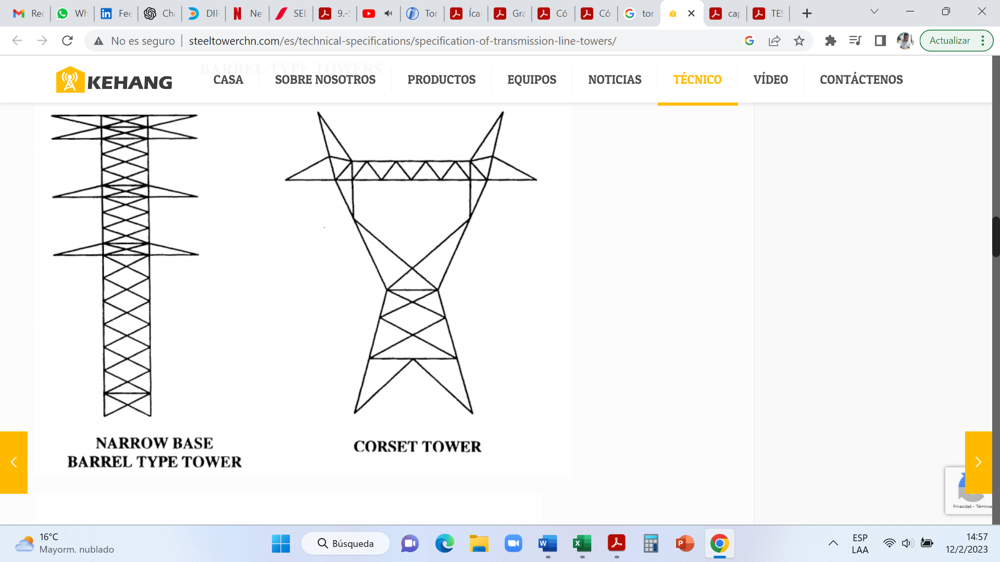 Rec
Wh
Fee
Cha
DIR
Ne
SED
9.-S
Tor
Ícar
Gra
Có
Có
tor
cap
TES
No es seguro
steeltowerchn.com/es/technical-specifications/specification-of-transmission-line-towers/
Actualizar
BARREL TYPE TOWERS
KEHANG
CASA
SOBRE NOSOTROS
PRODUCTOS
EQUIPOS
NOTICIAS
TÉCNICO
VÍDEO
CONTÁCTENOS
NARROW BASE
BARREL TYPE TOWER
CORSET TOWER
Privacidad - Términos
16°C
Mayorm. nublado
Búsqueda
ESP
LAA
14:57
12/2/2023